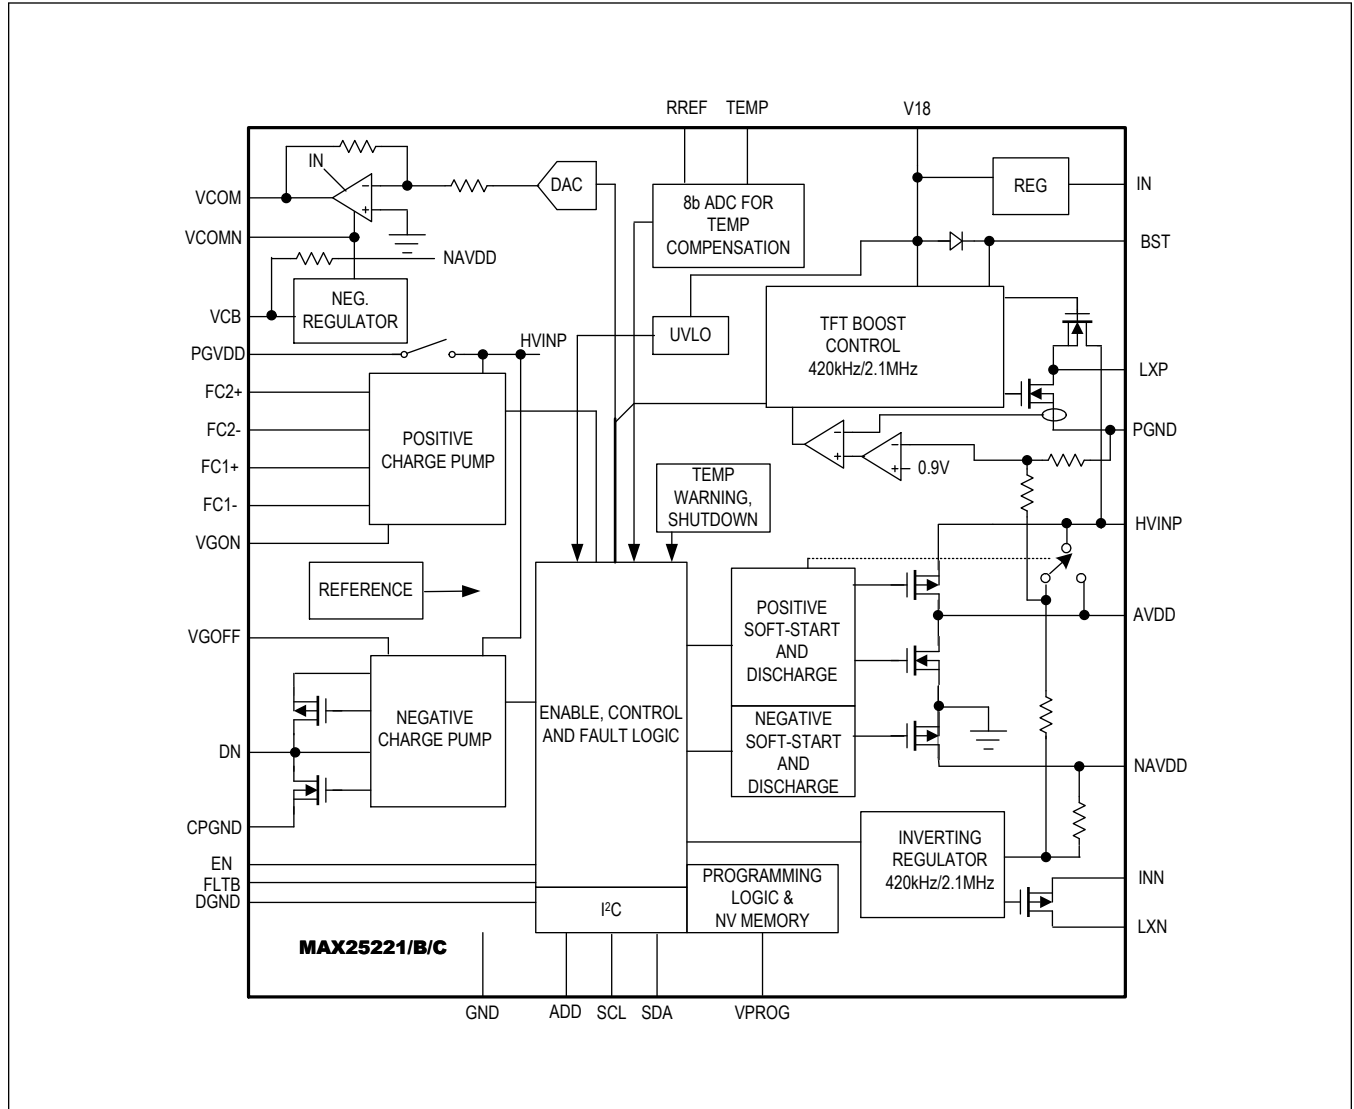 RREF TEMP V18
IN
DAC
REG
IN
VCOM
8b ADC FOR
TEMP
COMPENSATION
VCOMN
BST
NAVDD
NEG.
REGULATOR
VCB
UVLO
TFT BOOST
CONTROL
420kHz/2.1MHz
PGVDD
HVINP
LXP
FC2+
FC2-
POSITIVE
CHARGE PUMP
PGND
FC1+
0.9V
TEMP
WARNING,
SHUTDOWN
FC1-
HVINP
VGON
REFERENCE
POSITIVE
SOFT-START
AND
DISCHARGE
AVDD
VGOFF
NEGATIVE
CHARGE PUMP
ENABLE, CONTROL
AND FAULT LOGIC
NEGATIVE
SOFT-START
AND
DISCHARGE
DN
NAVDD
CPGND
INVERTING
REGULATOR
420kHz/2.1MHz
EN
FLTB
DGND
PROGRAMMING
LOGIC &
NV MEMORY
INN
I²C
LXN
MAX25221/B/C
GND ADD SCL SDA VPROG
- + - + - +